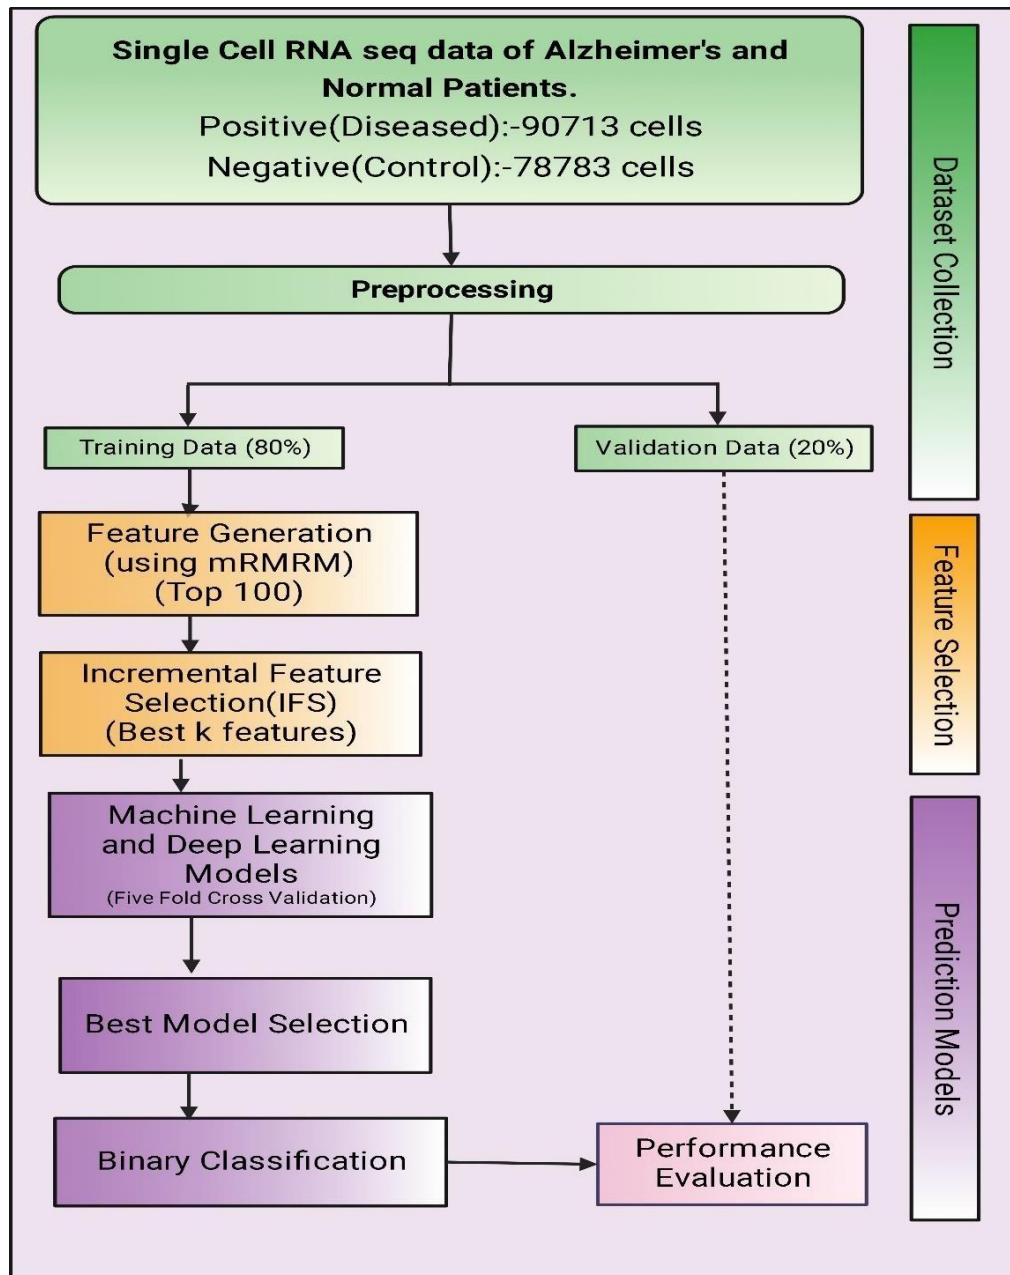 Single Cell RNA seq data of Alzheimer's and
Normal Patients.
Positive(Diseased):-90713 cells
Negative(Control):-78783 cells
Preprocessing
Training Data (80%)
Validation Data (20%)
Feature Generation
(using mRMRM)
(Top 100)
Incremental Feature
Selection(IFS)
(Best k features)
Machine Learning
and Deep Learning
Models
(Five Fold Cross Validation)
Best Model Selection
Binary Classification
Performance
Evaluation
Dataset Collection
Feature Selection
Prediction Models